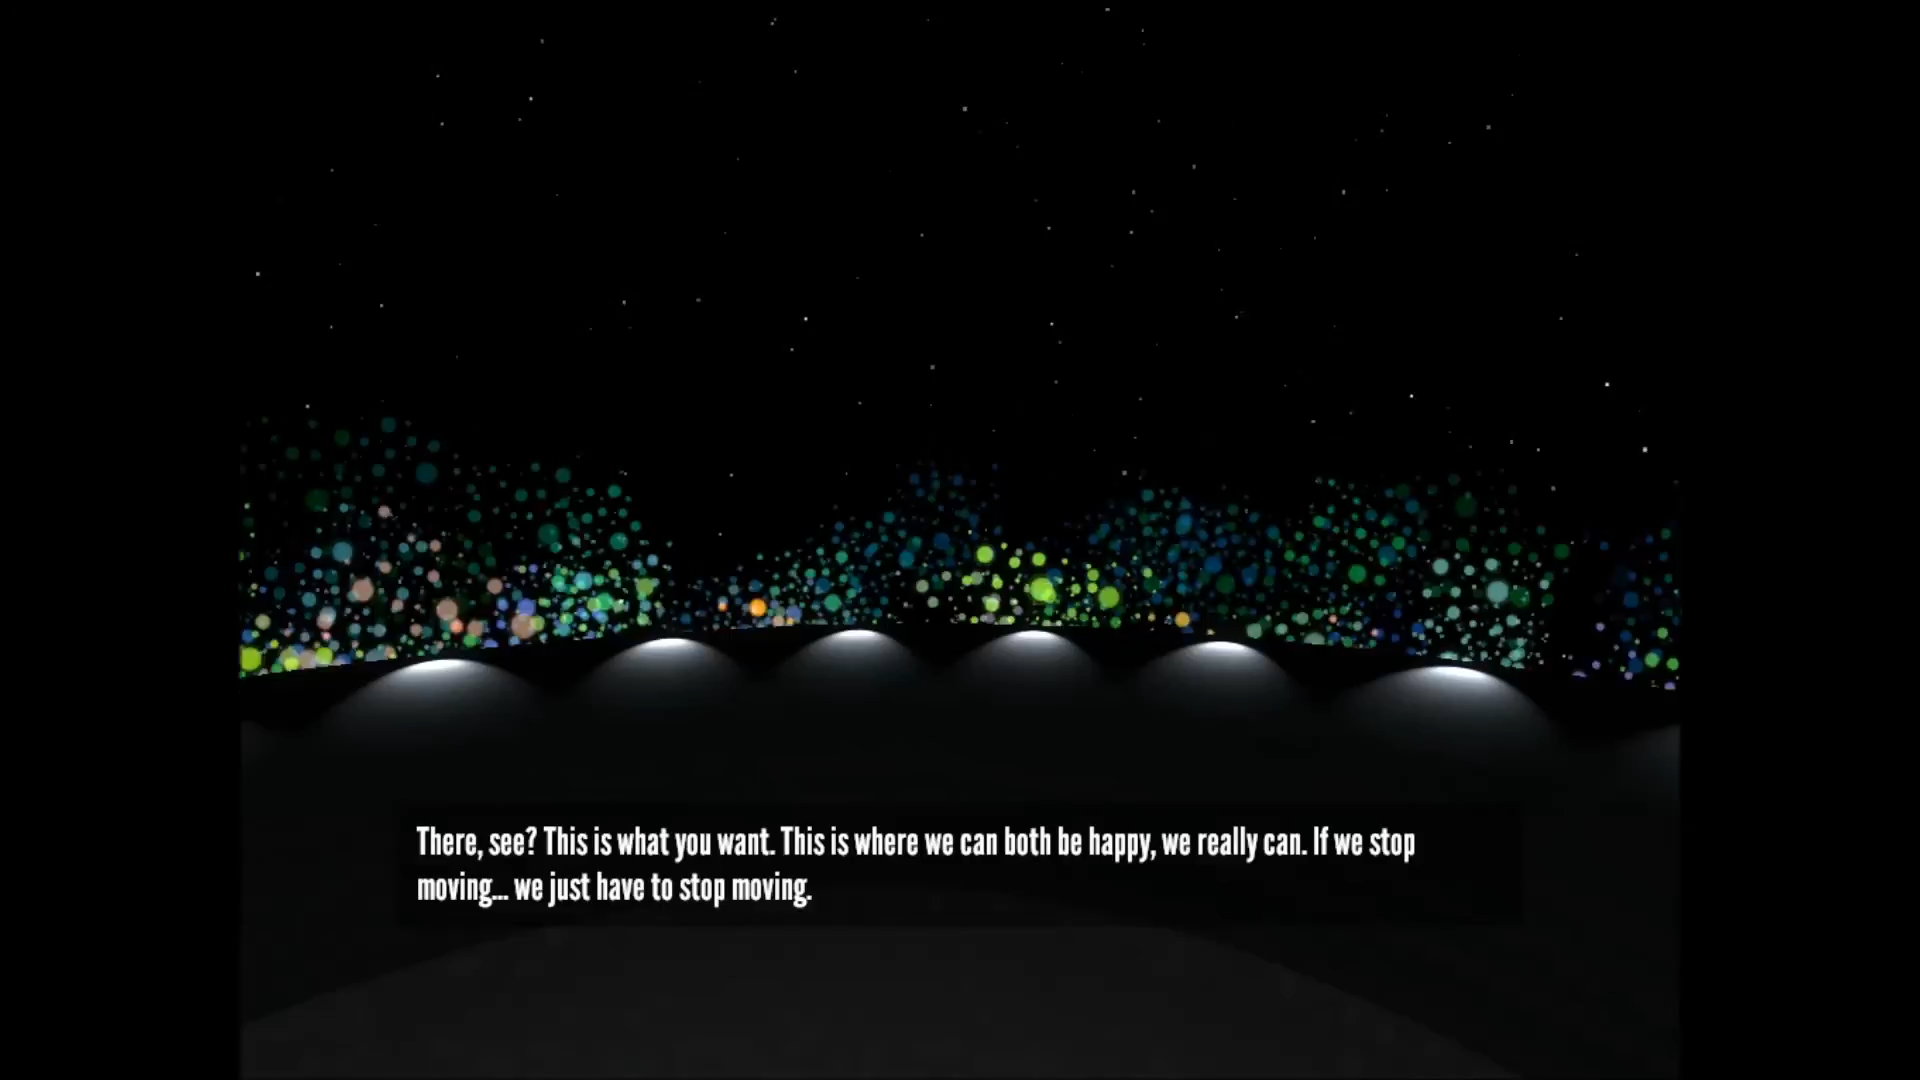 There, see? This is what you want. This is where we can both be happy, we really can. If we stop
moving... we just have to stop moving.